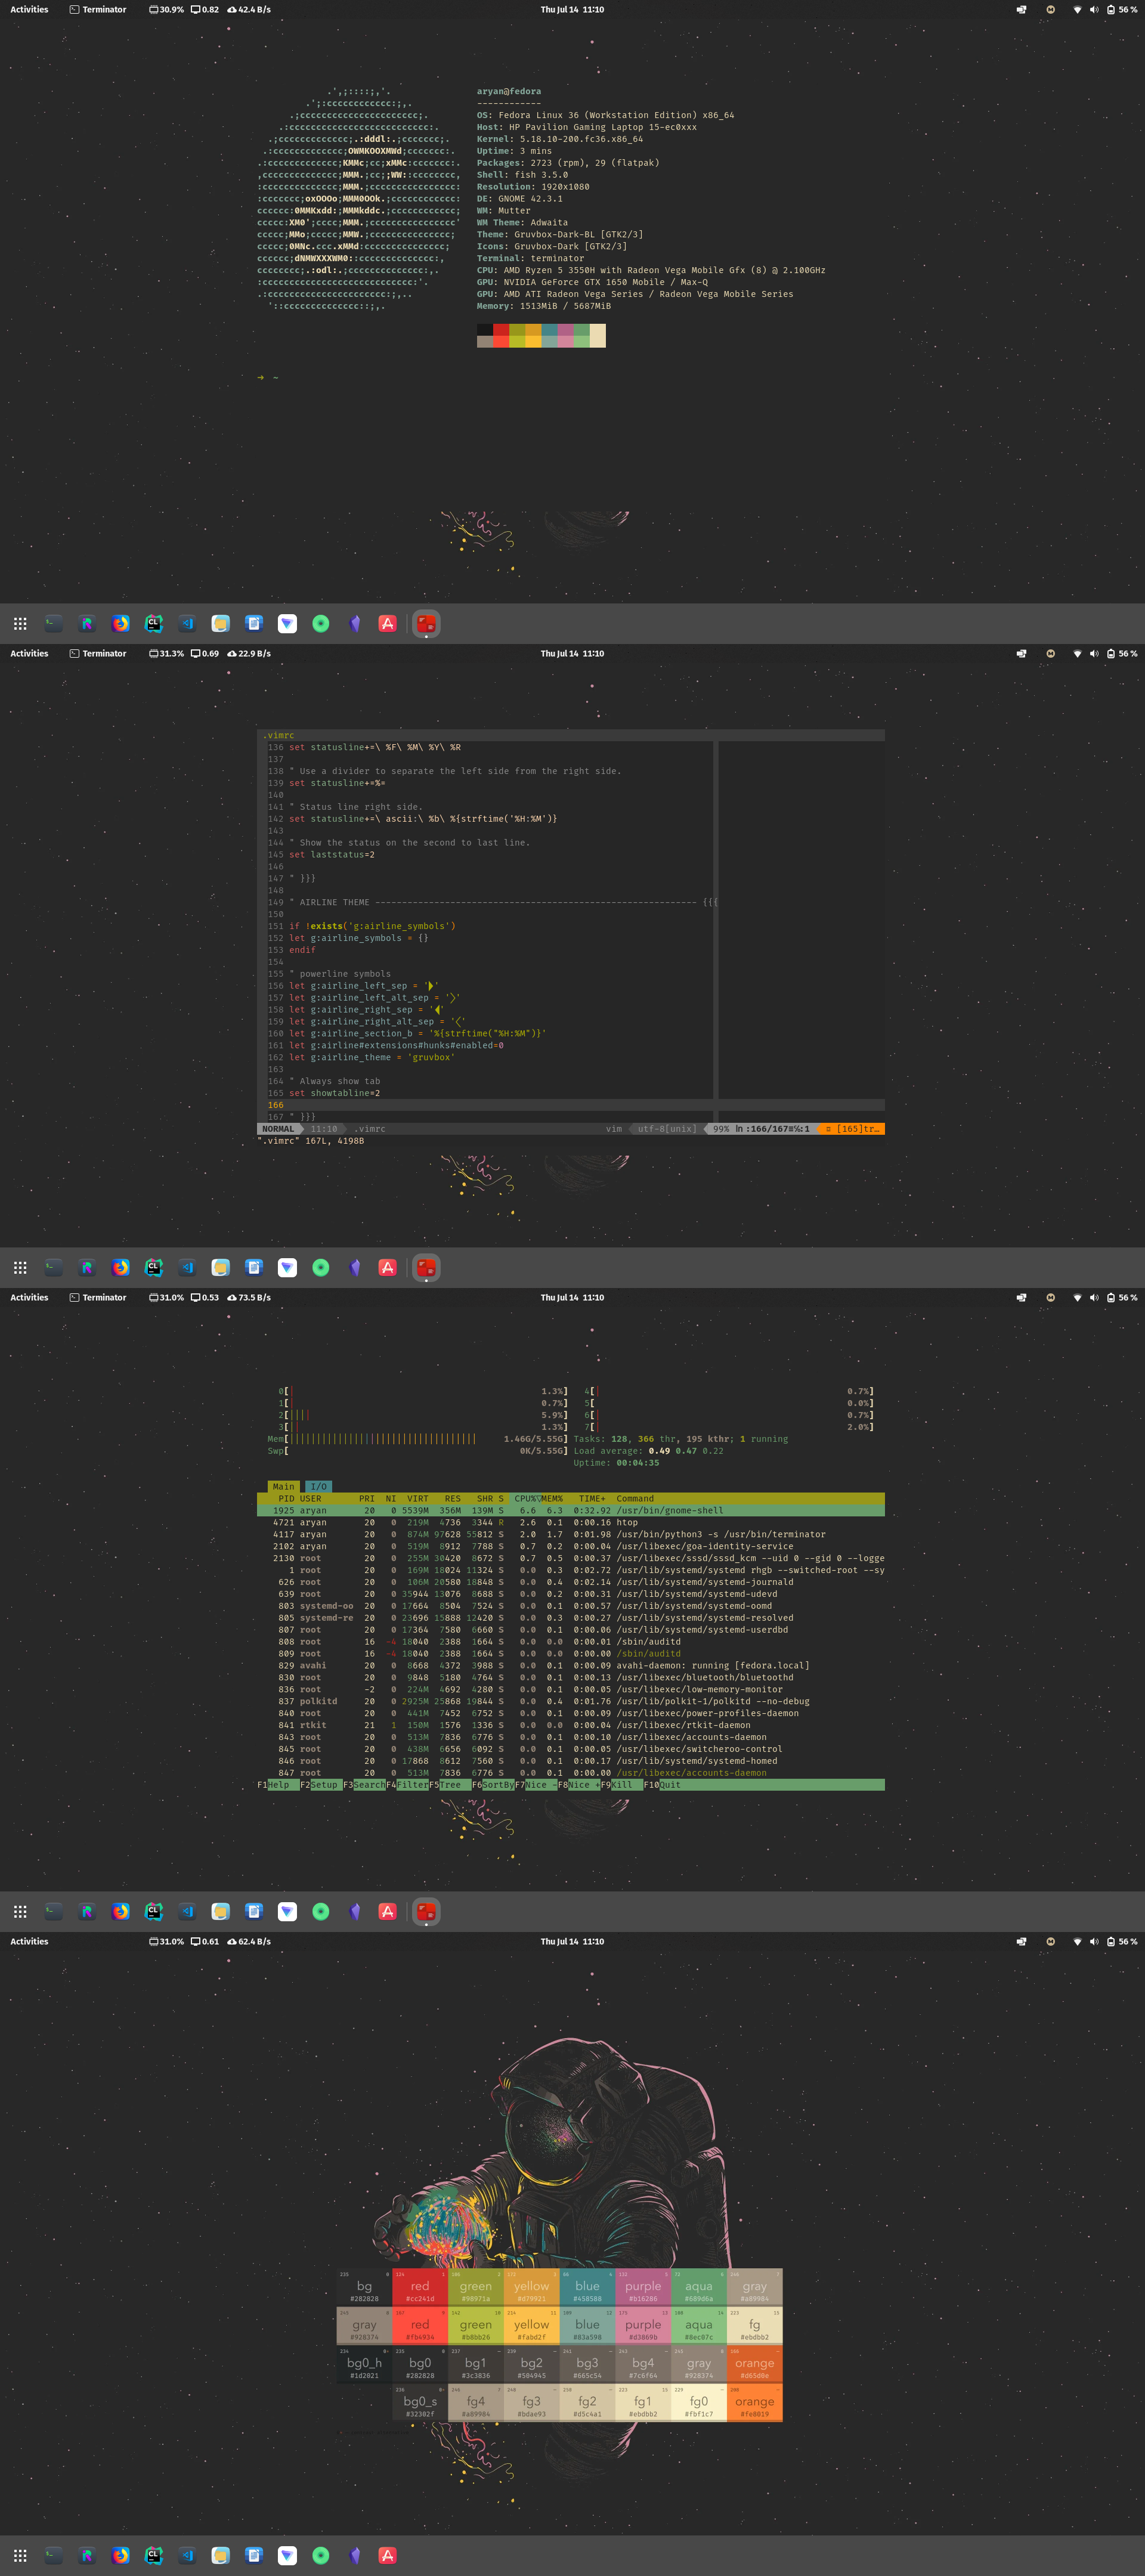 Activities Terminator 30.9% 0.82 42.4 B/s Thu Jul 14 11:10 56 %
aryan@fedora
------------
OS: Fedora Linux 36 (Workstation Edition) x86_64
Host: HP Pavilion Gaming Laptop 15-ec0xxx
Kernel: 5.18.10-200.fc36.x86_64
Uptime: 3 mins
Packages: 2723 (rpm), 29 (flatpak)
Shell: fish 3.5.0
Resolution: 1920x1080
DE: GNOME 42.3.1
WM: Mutter
WM Theme: Adwaita
Theme: Gruvbox-Dark-BL [GTK2/3]
Icons: Gruvbox-Dark [GTK2/3]
Terminal: terminator
CPU: AMD Ryzen 5 3550H with Radeon Vega Mobile Gfx (8) @ 2.100GHz
GPU: NVIDIA GeForce GTX 1650 Mobile / Max-Q
GPU: AMD ATI Radeon Vega Series / Radeon Vega Mobile Series
Memory: 1513MiB / 5687MiB
➜ ~
Activities Terminator 31.3% 0.69 22.9 B/s Thu Jul 14 11:10 56 %
.vimrc
136 set statusline+=\ %F\ %M\ %Y\ %R
137
138 " Use a divider to separate the left side from the right side.
139 set statusline+=%=
140
141 " Status line right side.
142 set statusline+=\ ascii:\ %b\ %{strftime('%H:%M')}
143
144 " Show the status on the second to last line.
145 set laststatus=2
146
147 " }}}
148
149 " AIRLINE THEME ------------------------------------------------------------ {{{
150
151 if !exists('g:airline_symbols')
152 let g:airline_symbols = {}
153 endif
154
155 " powerline symbols
156 let g:airline_left_sep = ''
157 let g:airline_left_alt_sep = ''
158 let g:airline_right_sep = ''
159 let g:airline_right_alt_sep = ''
160 let g:airline_section_b = '%{strftime("%H:%M")}'
161 let g:airline#extensions#hunks#enabled=0
162 let g:airline_theme = 'gruvbox'
163
164 " Always show tab
165 set showtabline=2
166
167 " }}}
NORMAL 11:10 .vimrc vim utf-8[unix] 99% ㏑:166/167≡℅:1 [165]tr…
".vimrc" 167L, 4198B
Activities Terminator 31.0% 0.53 73.5 B/s Thu Jul 14 11:10 56 %
0[ 1.3%] 4[ 0.7%]
1[ 0.7%] 5[ 0.0%]
2[ 5.9%] 6[ 0.7%]
3[ 1.3%] 7[ 2.0%]
Mem[ 1.46G/5.55G] Tasks: 128, 366 thr, 195 kthr; 1 running
Swp[ 0K/5.55G] Load average: 0.49 0.47 0.22
Uptime: 00:04:35
Main I/O
PID USER PRI NI VIRT RES SHR S CPU%▽MEM% TIME+ Command
1925 aryan 20 0 5539M 356M 139M S 6.6 6.3 0:32.92 /usr/bin/gnome-shell
4721 aryan 20 0 219M 4736 3344 R 2.6 0.1 0:00.16 htop
4117 aryan 20 0 874M 97628 55812 S 2.0 1.7 0:01.98 /usr/bin/python3 -s /usr/bin/terminator
2102 aryan 20 0 519M 8912 7788 S 0.7 0.2 0:00.04 /usr/libexec/goa-identity-service
2130 root 20 0 255M 30420 8672 S 0.7 0.5 0:00.37 /usr/libexec/sssd/sssd_kcm --uid 0 --gid 0 --logge
1 root 20 0 169M 18024 11324 S 0.0 0.3 0:02.72 /usr/lib/systemd/systemd rhgb --switched-root --sy
626 root 20 0 106M 20580 18848 S 0.0 0.4 0:02.14 /usr/lib/systemd/systemd-journald
639 root 20 0 35944 13076 8688 S 0.0 0.2 0:00.31 /usr/lib/systemd/systemd-udevd
803 systemd-oo 20 0 17664 8504 7524 S 0.0 0.1 0:00.57 /usr/lib/systemd/systemd-oomd
805 systemd-re 20 0 23696 15888 12420 S 0.0 0.3 0:00.27 /usr/lib/systemd/systemd-resolved
807 root 20 0 17364 7580 6660 S 0.0 0.1 0:00.06 /usr/lib/systemd/systemd-userdbd
808 root 16 -4 18040 2388 1664 S 0.0 0.0 0:00.01 /sbin/auditd
809 root 16 -4 18040 2388 1664 S 0.0 0.0 0:00.00 /sbin/auditd
829 avahi 20 0 8668 4372 3988 S 0.0 0.1 0:00.09 avahi-daemon: running [fedora.local]
830 root 20 0 9848 5180 4764 S 0.0 0.1 0:00.13 /usr/libexec/bluetooth/bluetoothd
836 root -2 0 224M 4692 4280 S 0.0 0.1 0:00.05 /usr/libexec/low-memory-monitor
837 polkitd 20 0 2925M 25868 19844 S 0.0 0.4 0:01.76 /usr/lib/polkit-1/polkitd --no-debug
840 root 20 0 441M 7452 6752 S 0.0 0.1 0:00.09 /usr/libexec/power-profiles-daemon
841 rtkit 21 1 150M 1576 1336 S 0.0 0.0 0:00.04 /usr/libexec/rtkit-daemon
843 root 20 0 513M 7836 6776 S 0.0 0.1 0:00.10 /usr/libexec/accounts-daemon
845 root 20 0 438M 6656 6092 S 0.0 0.1 0:00.05 /usr/libexec/switcheroo-control
846 root 20 0 17868 8612 7560 S 0.0 0.1 0:00.17 /usr/lib/systemd/systemd-homed
847 root 20 0 513M 7836 6776 S 0.0 0.1 0:00.00 /usr/libexec/accounts-daemon
F1Help F2Setup F3SearchF4FilterF5Tree F6SortByF7Nice -F8Nice +F9Kill F10Quit
Activities 31.0% 0.61 62.4 B/s Thu Jul 14 11:10 56 %
bg red green yellow blue purple aqua gray
#282828 #cc241d #98971a #d79921 #458588 #b16286 #689d6a #a89984
gray red green yellow blue purple aqua fg
#928374 #fb4934 #b8bb26 #fabd2f #83a598 #d3869b #8ec07c #ebdbb2
bg0_h bg0 bg1 bg2 bg3 bg4 gray orange
#1d2021 #282828 #3c3836 #504945 #665c54 #7c6f64 #928374 #d65d0e
bg0_s fg4 fg3 fg2 fg1 fg0 orange
#32302f #a89984 #bdae93 #d5c4a1 #ebdbb2 #fbf1c7 #fe8019